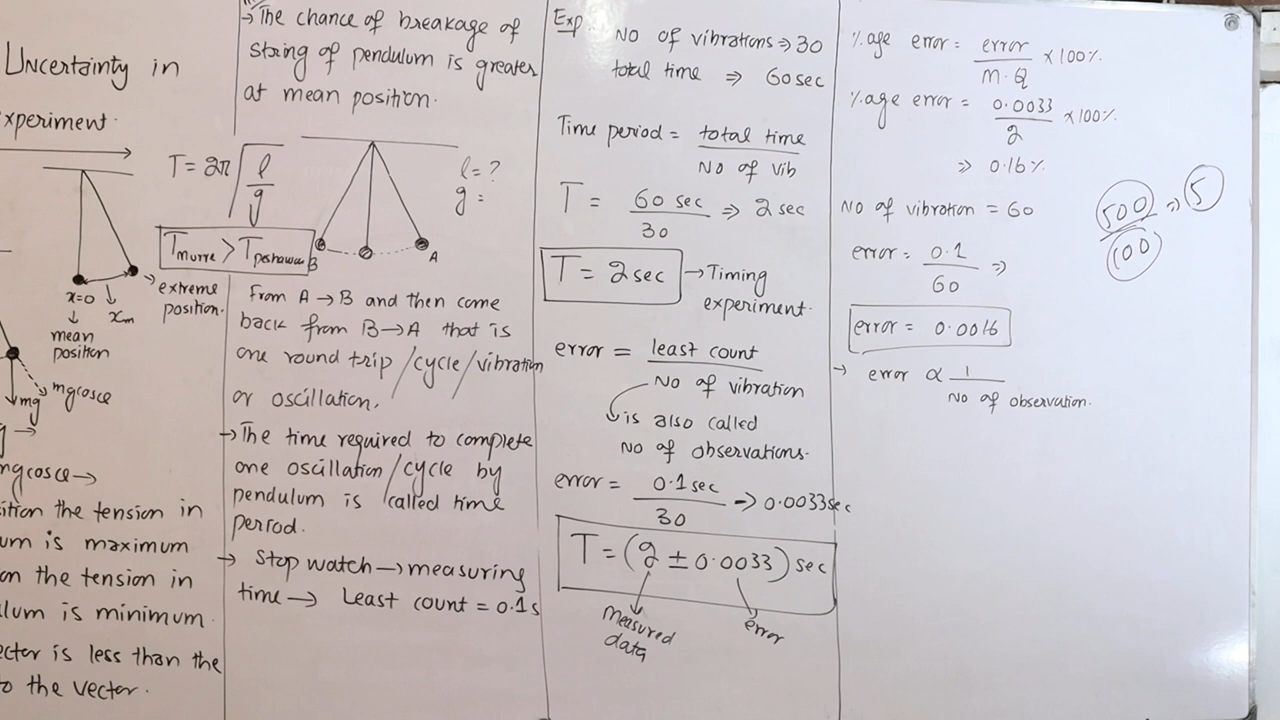 Uncertainty in
xperiment.
x=0
xm
extreme
position.
mean
position
mgcosθ
mg
mgcosθ →
ition the tension in
um is maximum
on the tension in
ulum is minimum.
ector is less than the
to the vector.
→ The chance of breakage of
string of pendulum is greater
at mean position.
T = 2π √ l/g
l = ?
g =
Tmurre > Tpeshawar
B
A
From A → B and then come
back from B → A that is
one round trip / cycle / vibration
or oscillation.
→ The time required to complete
one oscillation / cycle by
pendulum is called time
period.
→ Stop watch → measuring
time → Least count = 0.1s
Exp. No of vibrations ⇒ 30
total time ⇒ 60 sec
Time period = total time
No of vib
T = 60 sec ⇒ 2 sec
30
T = 2 sec → Timing
experiment.
error = least count
No of vibration
is also called
No of observations.
error = 0.1 sec → 0.0033 sec
30
T = (2 ± 0.0033) sec
measured
data
error
%age error = error × 100%.
M.Q
%age error = 0.0033 × 100%.
2
⇒ 0.16%
No of vibration = 60
500 ⇒ 5
100
error = 0.1 ⇒
60
error = 0.0016
→ error ∝ 1
No of observation.